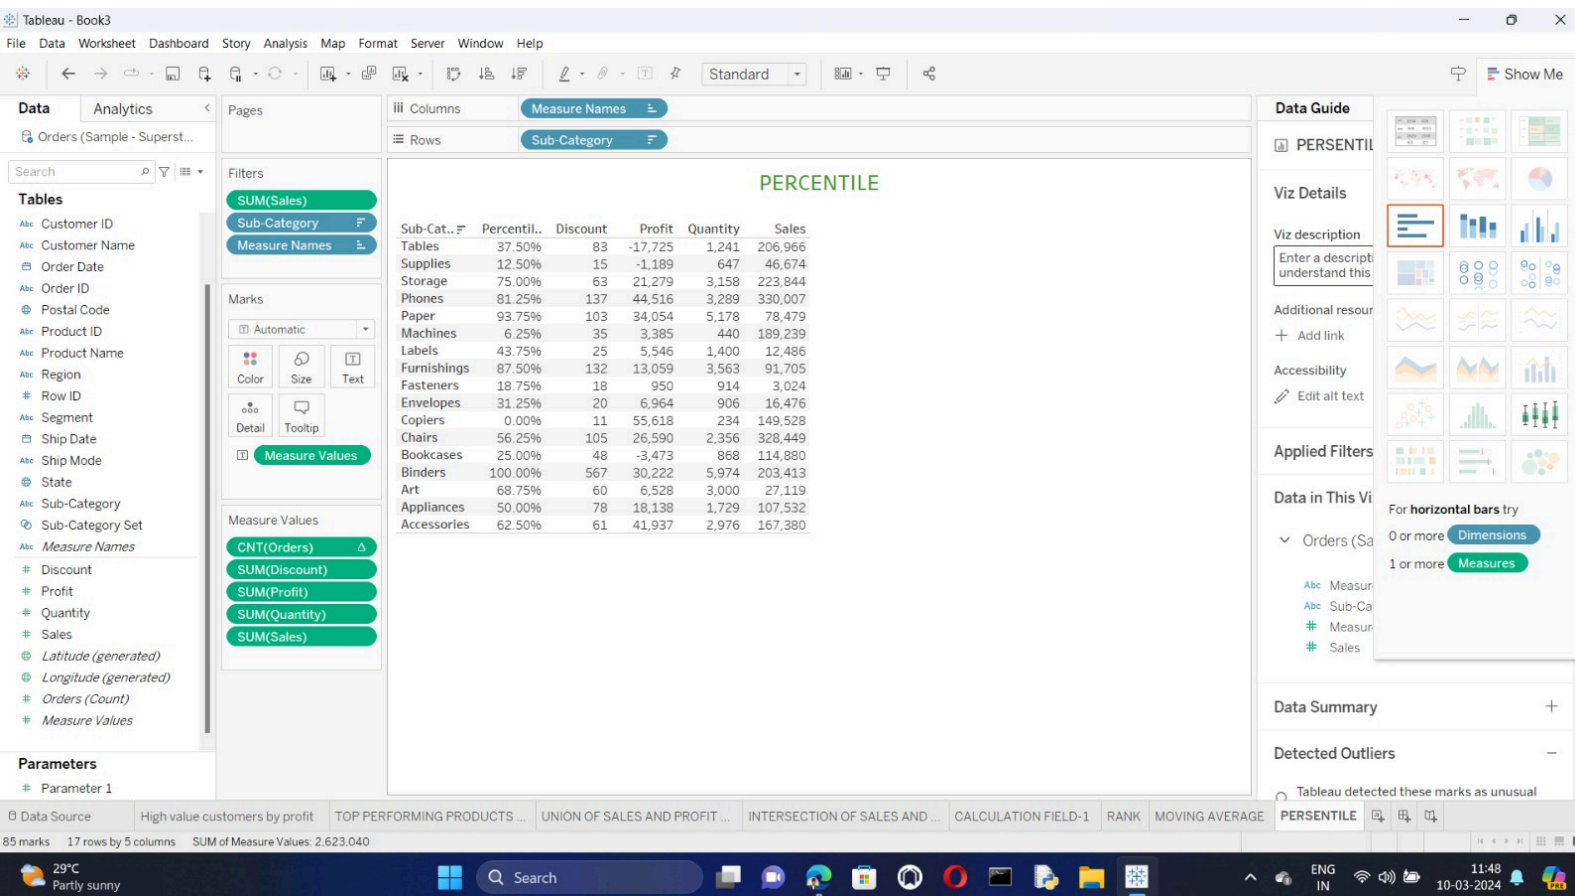 Tableau - Book3
File Data Worksheet Dashboard Story Analysis Map Format Server Window Help
Standard
Show Me
Data Analytics
Orders (Sample - Superst...
Search
Tables
Abc Customer ID
Abc Customer Name
Order Date
Abc Order ID
Postal Code
Abc Product ID
Abc Product Name
Abc Region
# Row ID
Abc Segment
Ship Date
Abc Ship Mode
State
Abc Sub-Category
Sub-Category Set
Abc Measure Names
# Discount
# Profit
# Quantity
# Sales
Latitude (generated)
Longitude (generated)
# Orders (Count)
# Measure Values
Parameters
# Parameter 1
Pages
Filters
SUM(Sales)
Sub-Category
Measure Names
Marks
Automatic
Color Size Text
Detail Tooltip
Measure Values
Measure Values
CNT(Orders) Δ
SUM(Discount)
SUM(Profit)
SUM(Quantity)
SUM(Sales)
iii Columns Measure Names
Rows Sub-Category
PERCENTILE
Sub-Cat.. Percentil.. Discount Profit Quantity Sales
Tables 37.50% 83 -17,725 1,241 206,966
Supplies 12.50% 15 -1,189 647 46,674
Storage 75.00% 63 21,279 3,158 223,844
Phones 81.25% 137 44,516 3,289 330,007
Paper 93.75% 103 34,054 5,178 78,479
Machines 6.25% 35 3,385 440 189,239
Labels 43.75% 25 5,546 1,400 12,486
Furnishings 87.50% 132 13,059 3,563 91,705
Fasteners 18.75% 18 950 914 3,024
Envelopes 31.25% 20 6,964 906 16,476
Copiers 0.00% 11 55,618 234 149,528
Chairs 56.25% 105 26,590 2,356 328,449
Bookcases 25.00% 48 -3,473 868 114,880
Binders 100.00% 567 30,222 5,974 203,413
Art 68.75% 60 6,528 3,000 27,119
Appliances 50.00% 78 18,138 1,729 107,532
Accessories 62.50% 61 41,937 2,976 167,380
Data Guide
PERSENTIL
Viz Details
Viz description
Enter a descripti
understand this
Additional resour
+ Add link
Accessibility
Edit alt text
Applied Filters
Data in This Vi
Orders (Sa
Abc Measur
Abc Sub-Ca
# Measur
# Sales
Data Summary +
Detected Outliers
Tableau detected these marks as unusual
For horizontal bars try
0 or more Dimensions
1 or more Measures
Data Source High value customers by profit TOP PERFORMING PRODUCTS ... UNION OF SALES AND PROFIT ... INTERSECTION OF SALES AND ... CALCULATION FIELD-1 RANK MOVING AVERAGE PERSENTILE
85 marks 17 rows by 5 columns SUM of Measure Values: 2,623,040
29°C
Partly sunny
Search
ENG
IN
11:48
10-03-2024
PRE